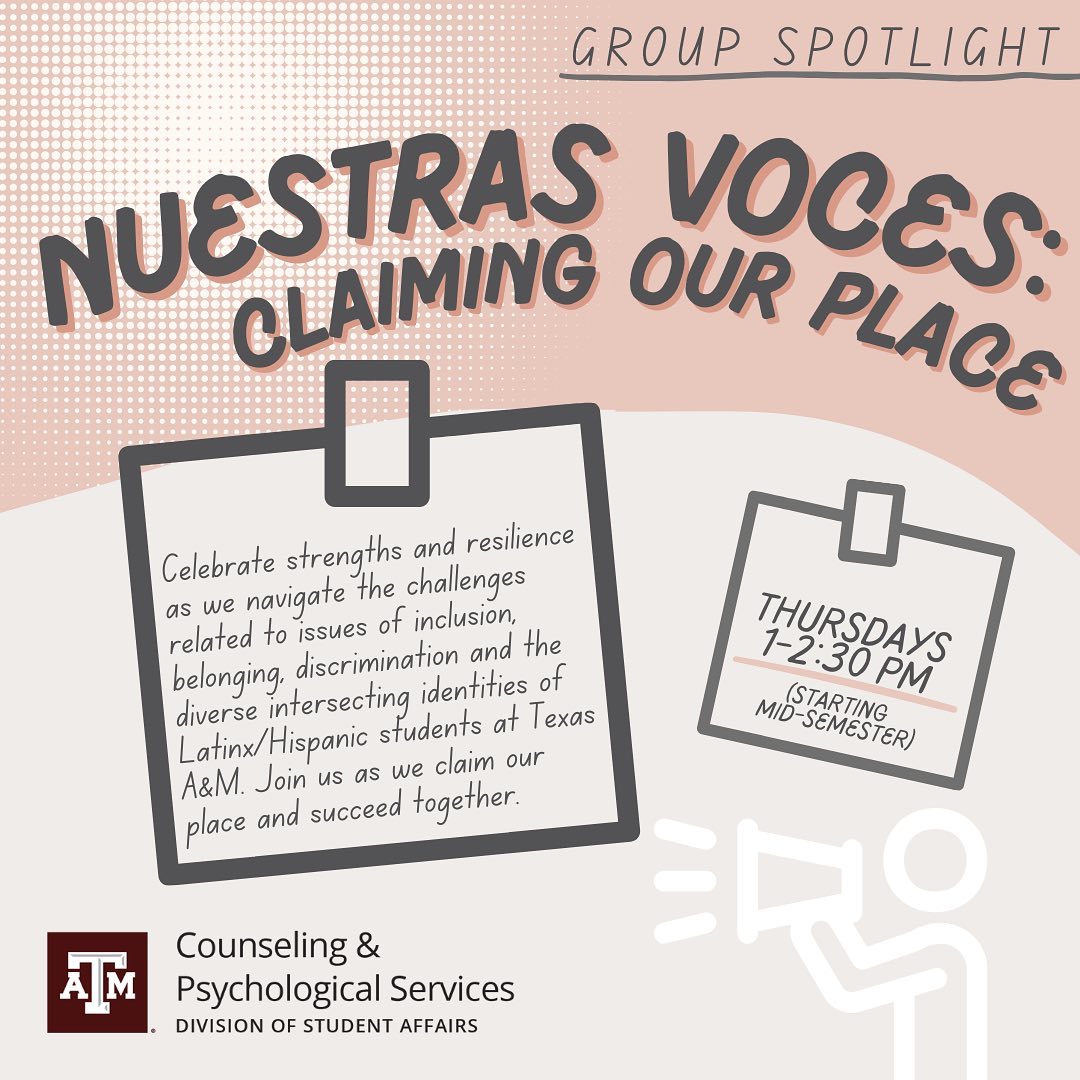 GROUP SPOTLIGHT
NUESTRAS VOCES:
CLAIMING OUR PLACE
Celebrate strengths and resilience
as we navigate the challenges
related to issues of inclusion,
belonging, discrimination and the
diverse intersecting identities of
Latinx/Hispanic students at Texas
A&M. Join us as we claim our
place and succeed together.
THURSDAYS
1-2:30 PM
(STARTING
MID-SEMESTER)
ATM
Counseling &
Psychological Services
DIVISION OF STUDENT AFFAIRS